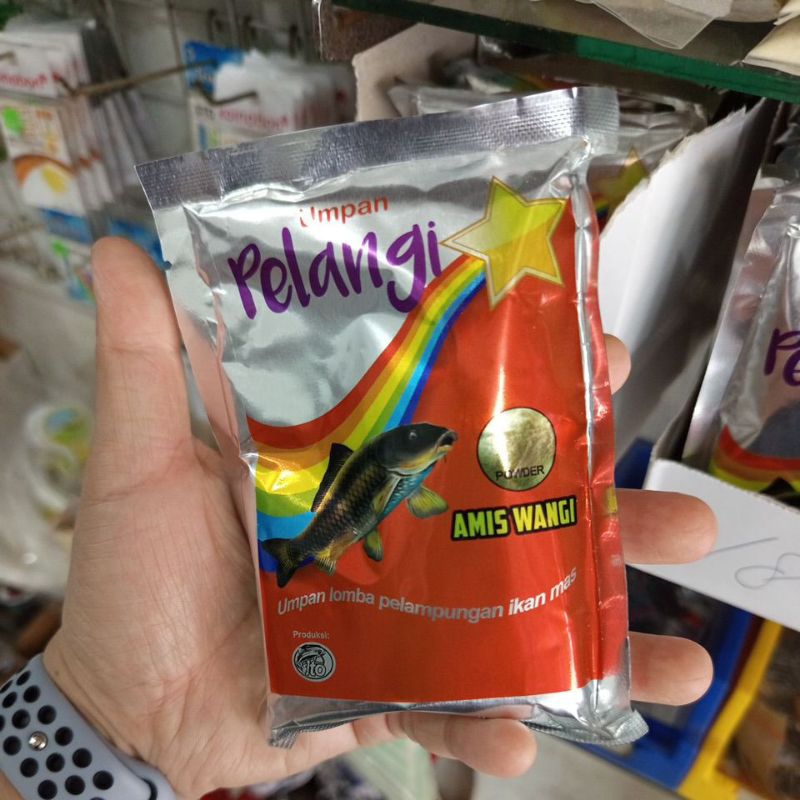 Umpan
Pelangi
POWDER
AMIS WANGI
Umpan lomba pelampungan ikan mas
Produksi: